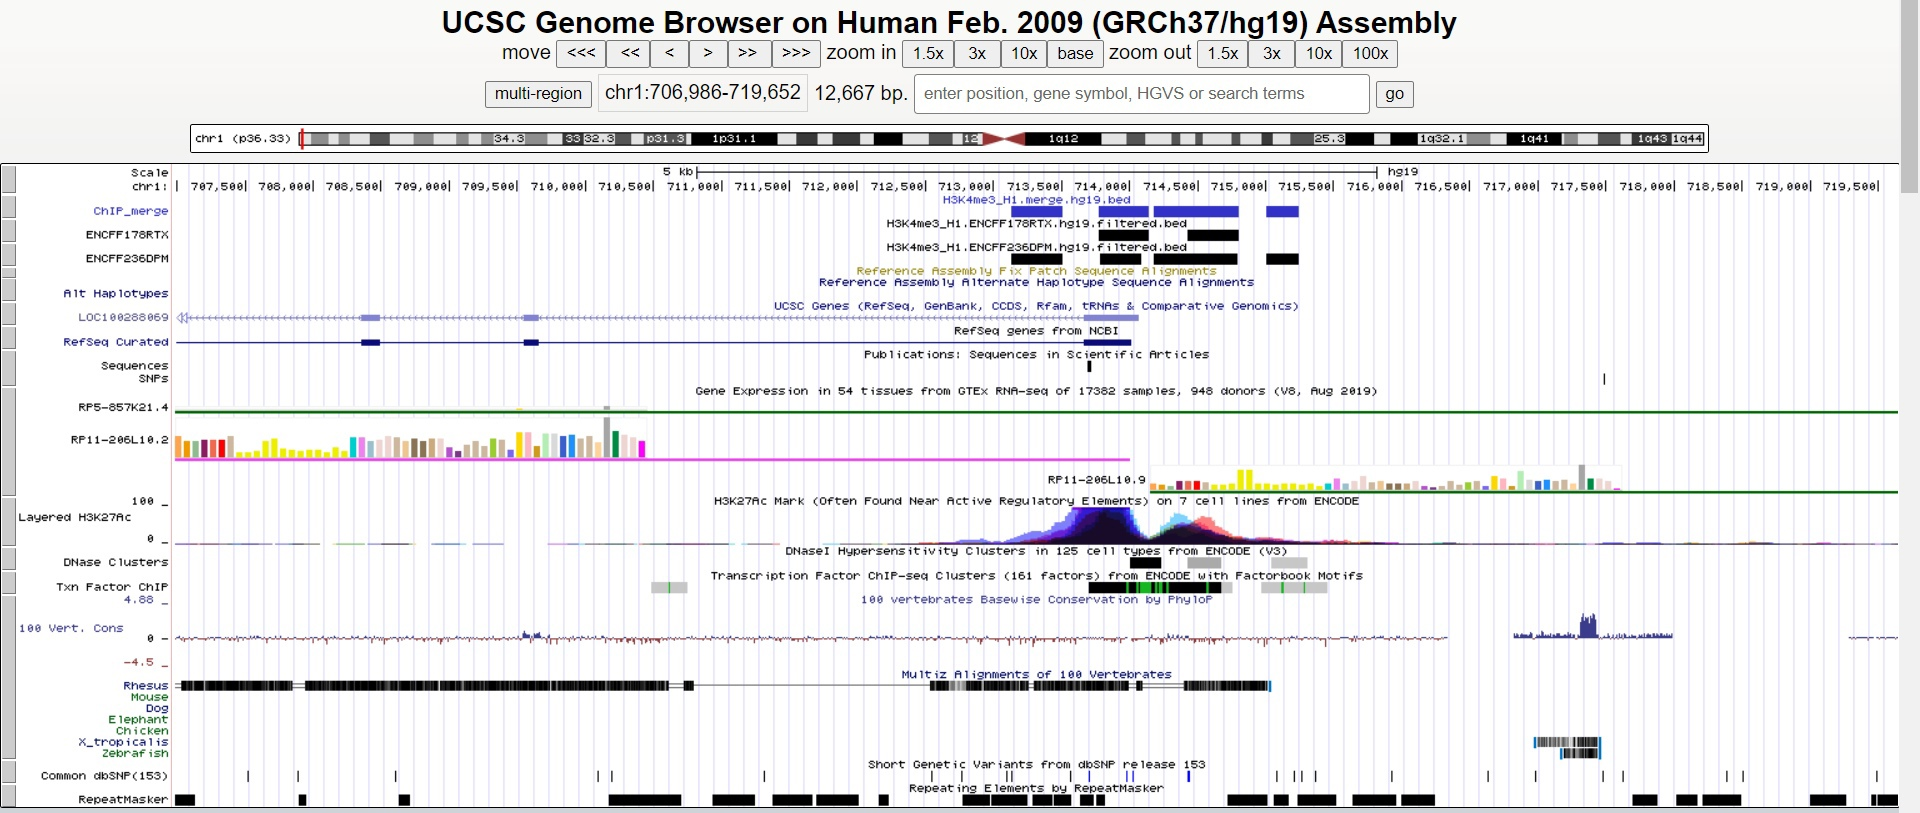 UCSC Genome Browser on Human Feb. 2009 (GRCh37/hg19) Assembly
move <<< << < > >> >>> zoom in 1.5x 3x 10x base zoom out 1.5x 3x 10x 100x
multi-region chr1:706,986-719,652 12,667 bp. enter position, gene symbol, HGVS or search terms go
chr1 (p36.33) 34.3 33 32.3 p31.3 1p31.1 12 1q12 25.3 1q32.1 1q41 1q43 1q44
Scale 5 kb hg19
chr1: 707,500 708,000 708,500 709,000 709,500 710,000 710,500 711,000 711,500 712,000 712,500 713,000 713,500 714,000 714,500 715,000 715,500 716,000 716,500 717,000 717,500 718,000 718,500 719,000 719,500
H3K4me3_H1.merge.hg19.bed
ChIP_merge
H3K4me3_H1.ENCFF178RTX.hg19.filtered.bed
ENCFF178RTX
H3K4me3_H1.ENCFF236DPM.hg19.filtered.bed
ENCFF236DPM
Reference Assembly Fix Patch Sequence Alignments
Reference Assembly Alternate Haplotype Sequence Alignments
Alt Haplotypes
UCSC Genes (RefSeq, GenBank, CCDS, Rfam, tRNAs & Comparative Genomics)
LOC100288069
RefSeq genes from NCBI
RefSeq Curated
Publications: Sequences in Scientific Articles
Sequences
SNPs
Gene Expression in 54 tissues from GTEx RNA-seq of 17382 samples, 948 donors (V8, Aug 2019)
RP5-857K21.4
RP11-206L10.2
RP11-206L10.9
H3K27Ac Mark (Often Found Near Active Regulatory Elements) on 7 cell lines from ENCODE
100 _
Layered H3K27Ac
0 _
DNaseI Hypersensitivity Clusters in 125 cell types from ENCODE (V3)
DNase Clusters
Transcription Factor ChIP-seq Clusters (161 factors) from ENCODE with Factorbook Motifs
Txn Factor ChIP
100 vertebrates Basewise Conservation by PhyloP
4.88 _
100 Vert. Cons
0 -
-4.5 _
Multiz Alignments of 100 Vertebrates
Rhesus
Mouse
Dog
Elephant
Chicken
X_tropicalis
Zebrafish
Short Genetic Variants from dbSNP release 153
Common dbSNP(153)
Repeating Elements by RepeatMasker
RepeatMasker